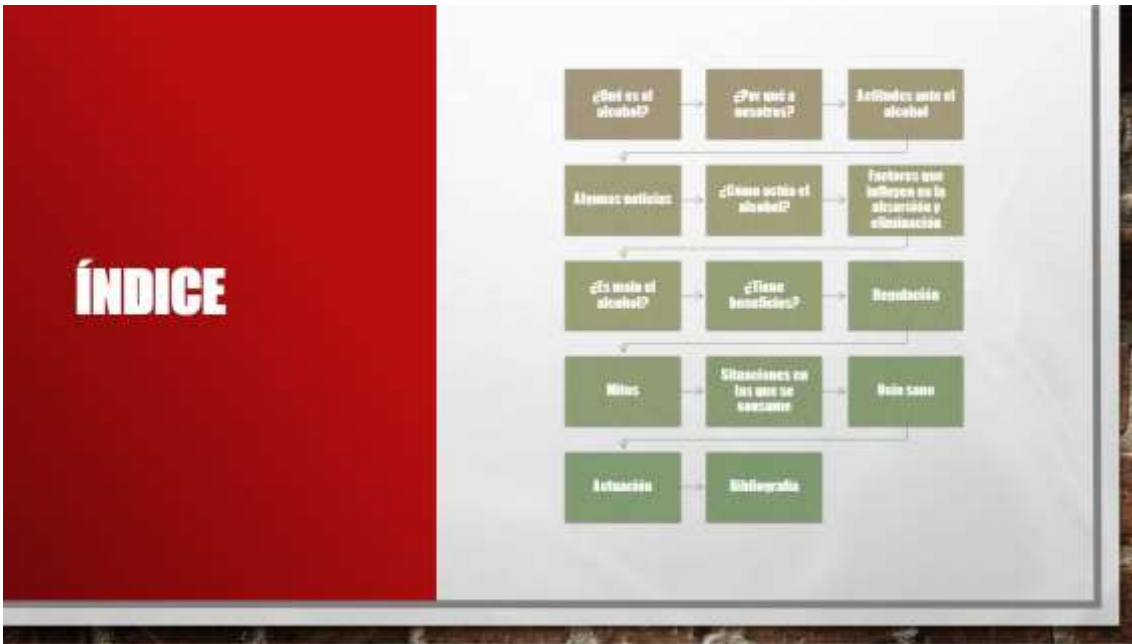 ÍNDICE
¿Qué es el
alcohol?
¿Por qué a
nosotros?
Actitudes ante el
alcohol
Algunas noticias
¿Cómo actúa el
alcohol?
Factores que
influyen en la
absorción y
eliminación
¿Es malo el
alcohol?
¿Tiene
beneficios?
Regulación
Mitos
Situaciones en
las que se
consume
Ocio sano
Actuación
Bibliografía